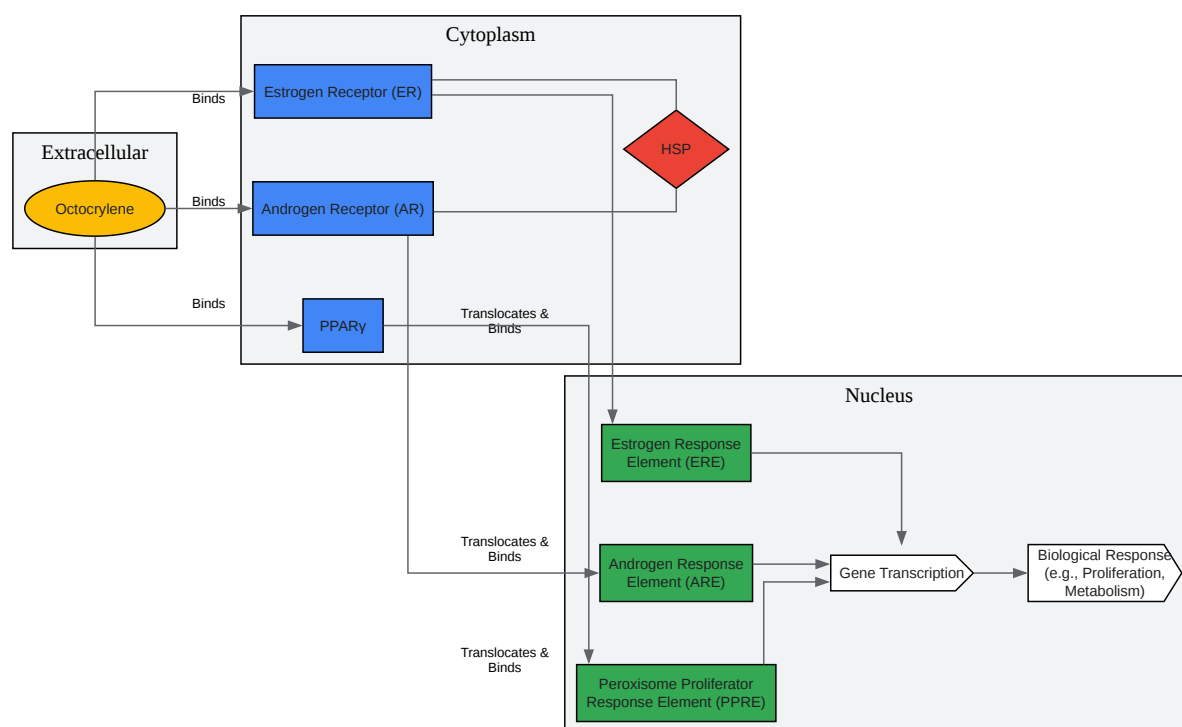 Cytoplasm
Estrogen Receptor (ER)
Binds
Extracellular
HSP
Octocrylene
Binds
Androgen Receptor (AR)
Binds
PPARγ
Translocates &
Binds
Nucleus
Estrogen Response
Element (ERE)
Translocates &
Binds
Androgen Response
Element (ARE)
Gene Transcription
Biological Response
(e.g., Proliferation,
Metabolism)
Translocates &
Binds
Peroxisome Proliferator
Response Element (PPRE)